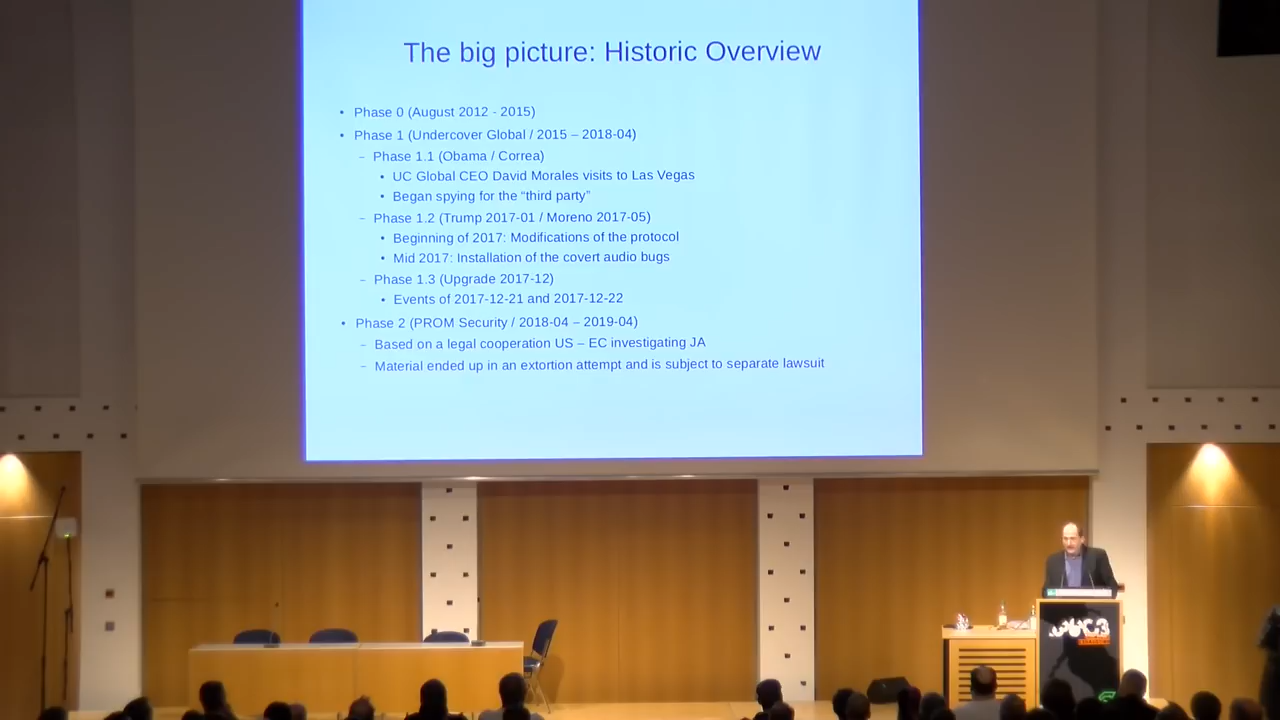 The big picture: Historic Overview
• Phase 0 (August 2012 - 2015)
• Phase 1 (Undercover Global / 2015 – 2018-04)
– Phase 1.1 (Obama / Correa)
• UC Global CEO David Morales visits to Las Vegas
• Began spying for the “third party”
– Phase 1.2 (Trump 2017-01 / Moreno 2017-05)
• Beginning of 2017: Modifications of the protocol
• Mid 2017: Installation of the covert audio bugs
– Phase 1.3 (Upgrade 2017-12)
• Events of 2017-12-21 and 2017-12-22
• Phase 2 (PROM Security / 2018-04 – 2019-04)
– Based on a legal cooperation US – EC investigating JA
– Material ended up in an extortion attempt and is subject to separate lawsuit